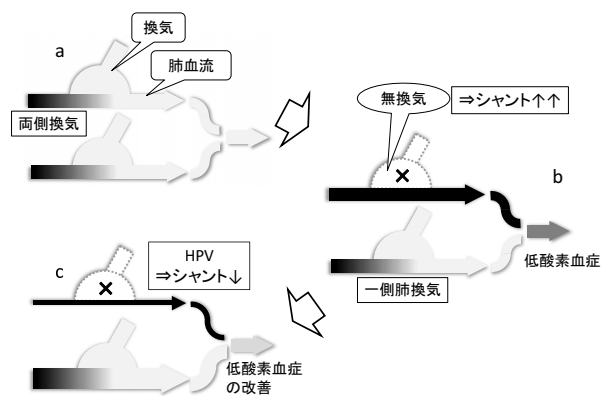 a
換気
肺血流
両側換気
無換気
⇒シャント↑↑
b
低酸素血症
一側肺換気
c
HPV
⇒シャント↓
低酸素血症
の改善